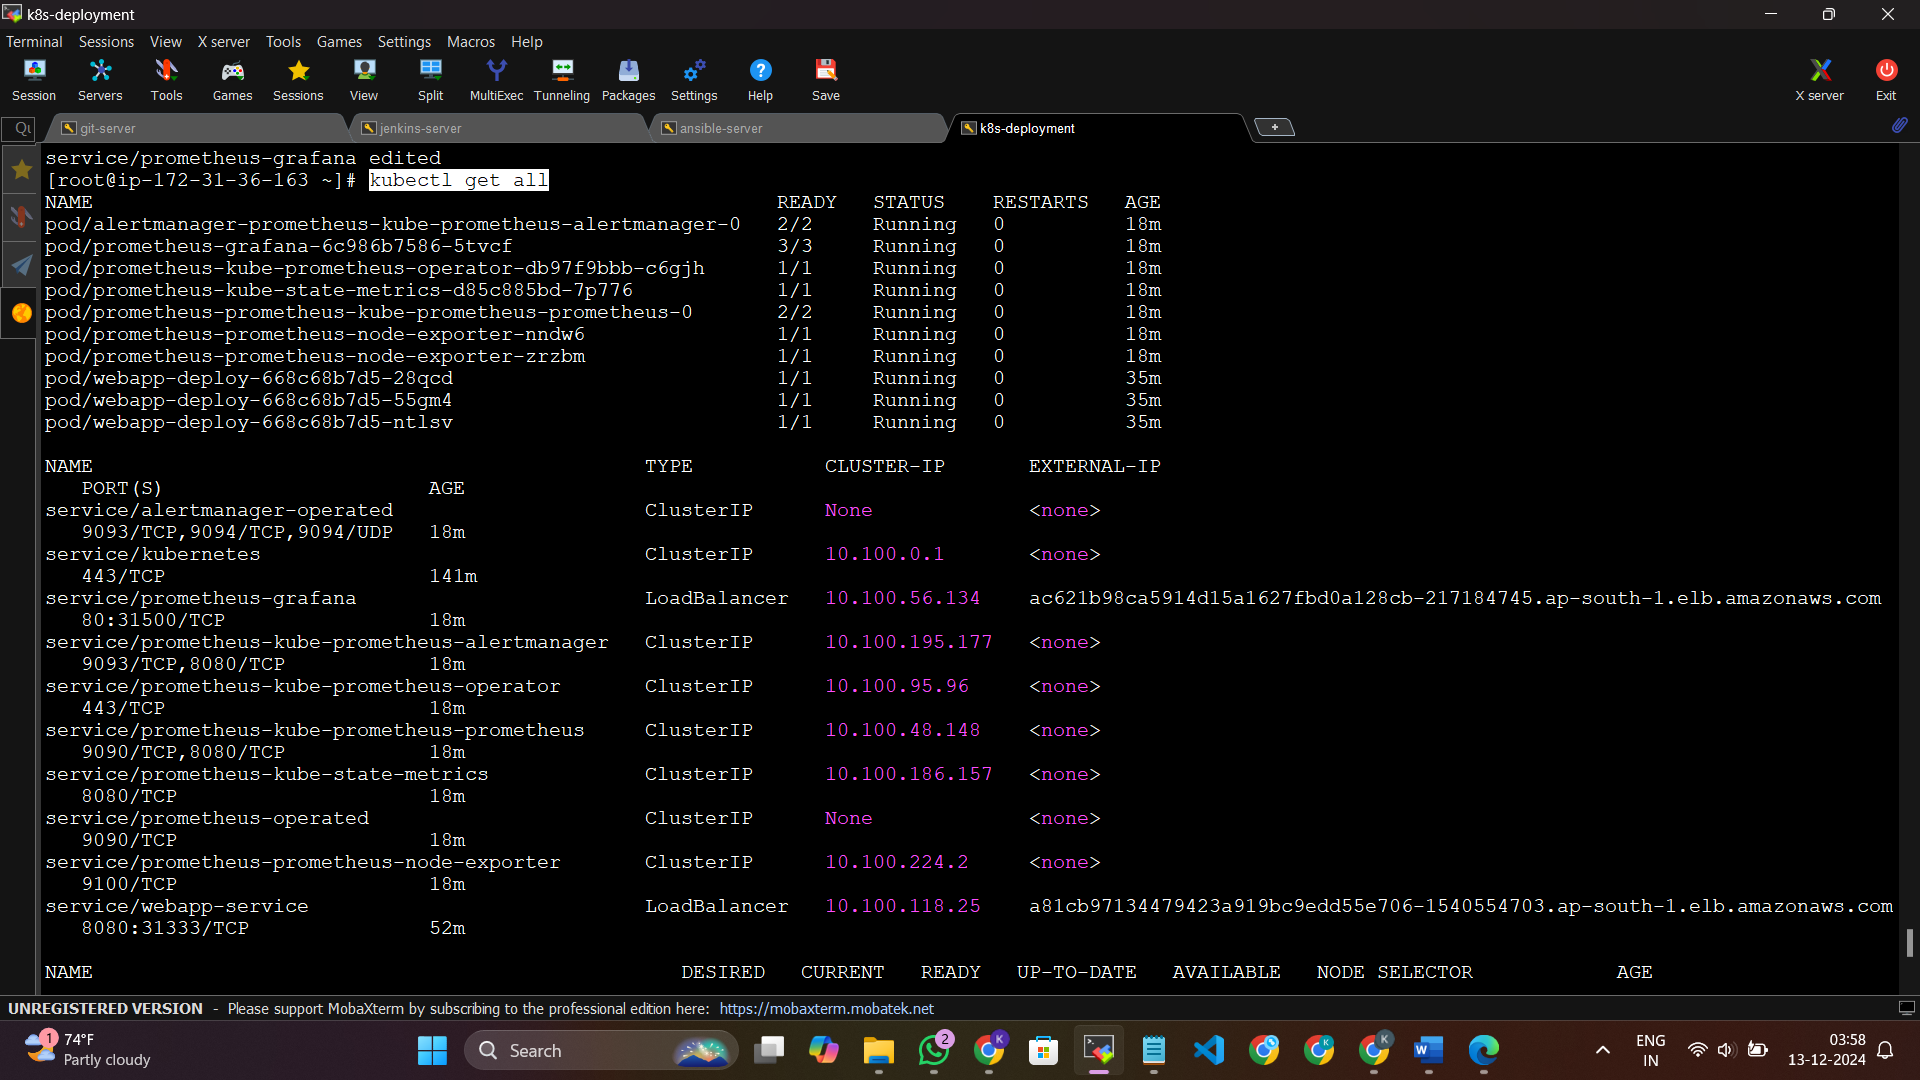 k8s-deployment
Terminal Sessions View X server Tools Games Settings Macros Help
Session Servers Tools Games Sessions View Split MultiExec Tunneling Packages Settings Help Save X server Exit
git-server jenkins-server ansible-server k8s-deployment
service/prometheus-grafana edited
[root@ip-172-31-36-163 ~]# kubectl get all
NAME READY STATUS RESTARTS AGE
pod/alertmanager-prometheus-kube-prometheus-alertmanager-0 2/2 Running 0 18m
pod/prometheus-grafana-6c986b7586-5tvcf 3/3 Running 0 18m
pod/prometheus-kube-prometheus-operator-db97f9bbb-c6gjh 1/1 Running 0 18m
pod/prometheus-kube-state-metrics-d85c885bd-7p776 1/1 Running 0 18m
pod/prometheus-prometheus-kube-prometheus-prometheus-0 2/2 Running 0 18m
pod/prometheus-prometheus-node-exporter-nndw6 1/1 Running 0 18m
pod/prometheus-prometheus-node-exporter-zrzbm 1/1 Running 0 18m
pod/webapp-deploy-668c68b7d5-28qcd 1/1 Running 0 35m
pod/webapp-deploy-668c68b7d5-55gm4 1/1 Running 0 35m
pod/webapp-deploy-668c68b7d5-ntlsv 1/1 Running 0 35m
NAME TYPE CLUSTER-IP EXTERNAL-IP
PORT(S) AGE
service/alertmanager-operated ClusterIP None <none>
9093/TCP,9094/TCP,9094/UDP 18m
service/kubernetes ClusterIP 10.100.0.1 <none>
443/TCP 141m
service/prometheus-grafana LoadBalancer 10.100.56.134 ac621b98ca5914d15a1627fbd0a128cb-217184745.ap-south-1.elb.amazonaws.com
80:31500/TCP 18m
service/prometheus-kube-prometheus-alertmanager ClusterIP 10.100.195.177 <none>
9093/TCP,8080/TCP 18m
service/prometheus-kube-prometheus-operator ClusterIP 10.100.95.96 <none>
443/TCP 18m
service/prometheus-kube-prometheus-prometheus ClusterIP 10.100.48.148 <none>
9090/TCP,8080/TCP 18m
service/prometheus-kube-state-metrics ClusterIP 10.100.186.157 <none>
8080/TCP 18m
service/prometheus-operated ClusterIP None <none>
9090/TCP 18m
service/prometheus-prometheus-node-exporter ClusterIP 10.100.224.2 <none>
9100/TCP 18m
service/webapp-service LoadBalancer 10.100.118.25 a81cb97134479423a919bc9edd55e706-1540554703.ap-south-1.elb.amazonaws.com
8080:31333/TCP 52m
NAME DESIRED CURRENT READY UP-TO-DATE AVAILABLE NODE SELECTOR AGE
UNREGISTERED VERSION - Please support MobaXterm by subscribing to the professional edition here: https://mobaxterm.mobatek.net
1 74°F
Partly cloudy
Search
2
ENG
IN
03:58
13-12-2024